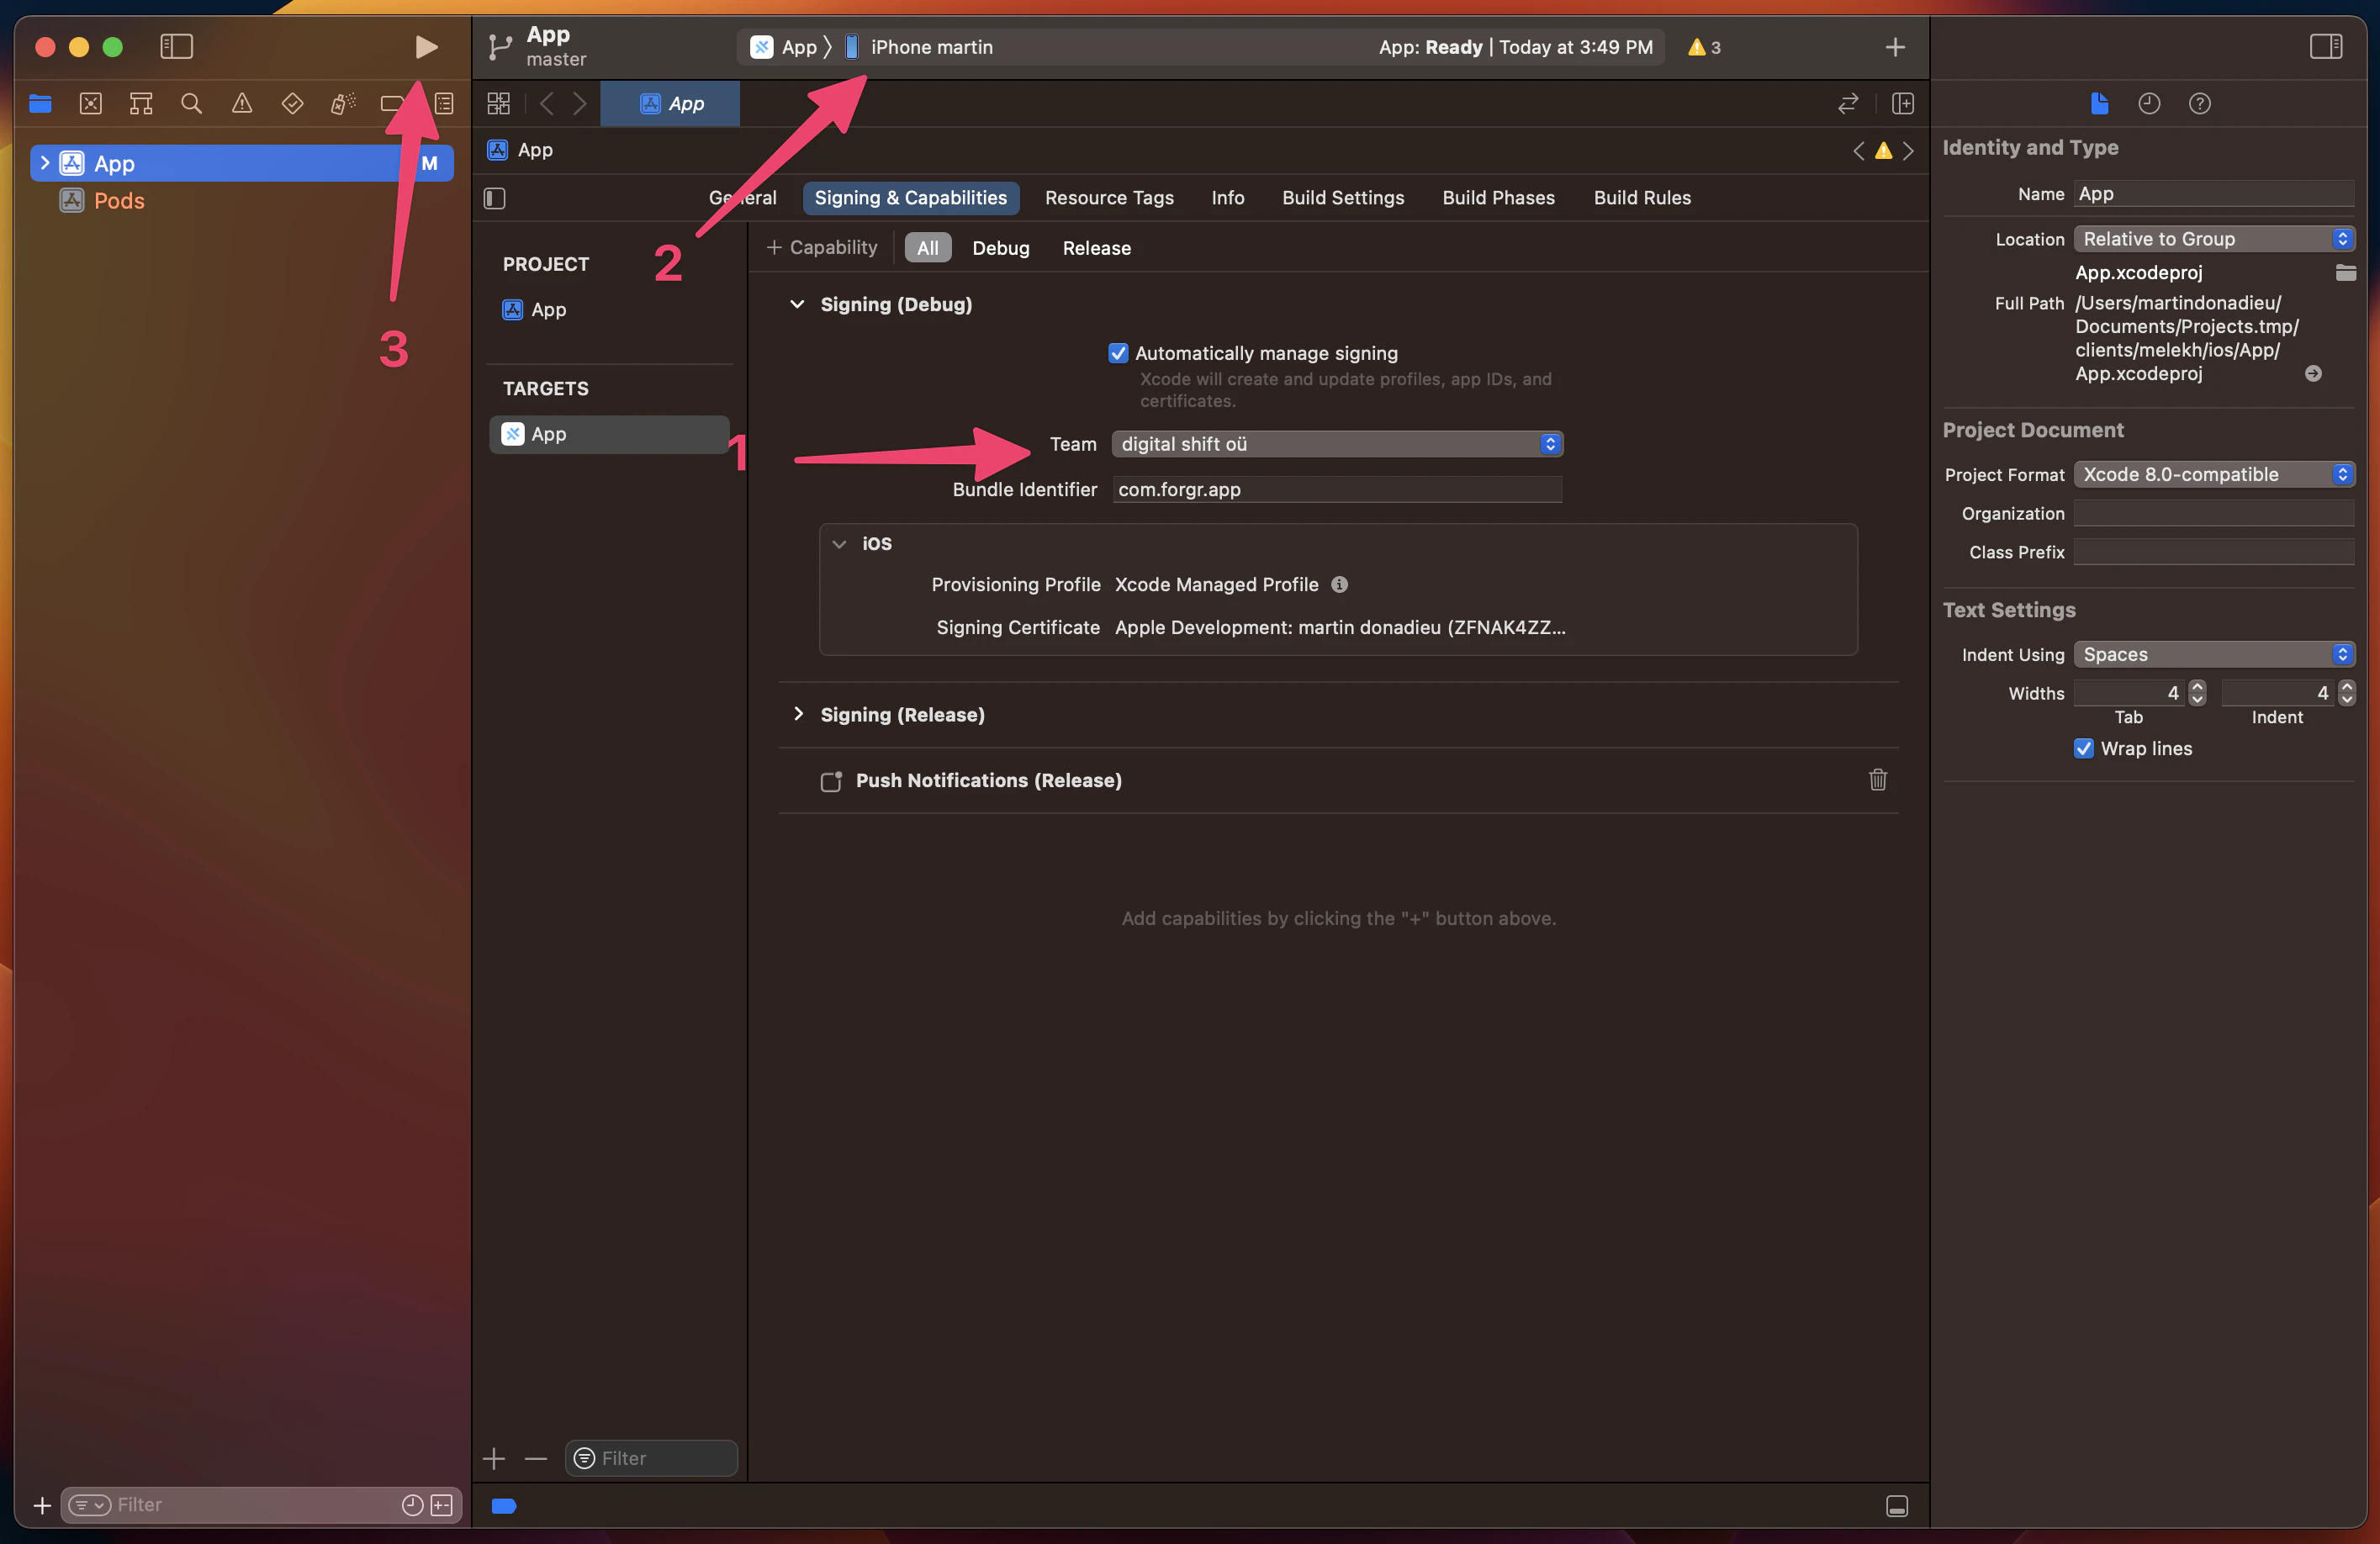 App
master
App
iPhone martin
App: Ready | Today at 3:49 PM
3
App
App
M
Pods
App
General
Signing & Capabilities
Resource Tags
Info
Build Settings
Build Phases
Build Rules
PROJECT
App
TARGETS
App
1
2
3
+ Capability
All
Debug
Release
Signing (Debug)
Automatically manage signing
Xcode will create and update profiles, app IDs, and
certificates.
Team
digital shift oü
Bundle Identifier
com.forgr.app
iOS
Provisioning Profile
Xcode Managed Profile
Signing Certificate
Apple Development: martin donadieu (ZFNAK4ZZ...
Signing (Release)
Push Notifications (Release)
Add capabilities by clicking the "+" button above.
Filter
Filter
Identity and Type
Name
App
Location
Relative to Group
App.xcodeproj
Full Path
/Users/martindonadieu/
Documents/Projects.tmp/
clients/melekh/ios/App/
App.xcodeproj
Project Document
Project Format
Xcode 8.0-compatible
Organization
Class Prefix
Text Settings
Indent Using
Spaces
Widths
4
4
Tab
Indent
Wrap lines